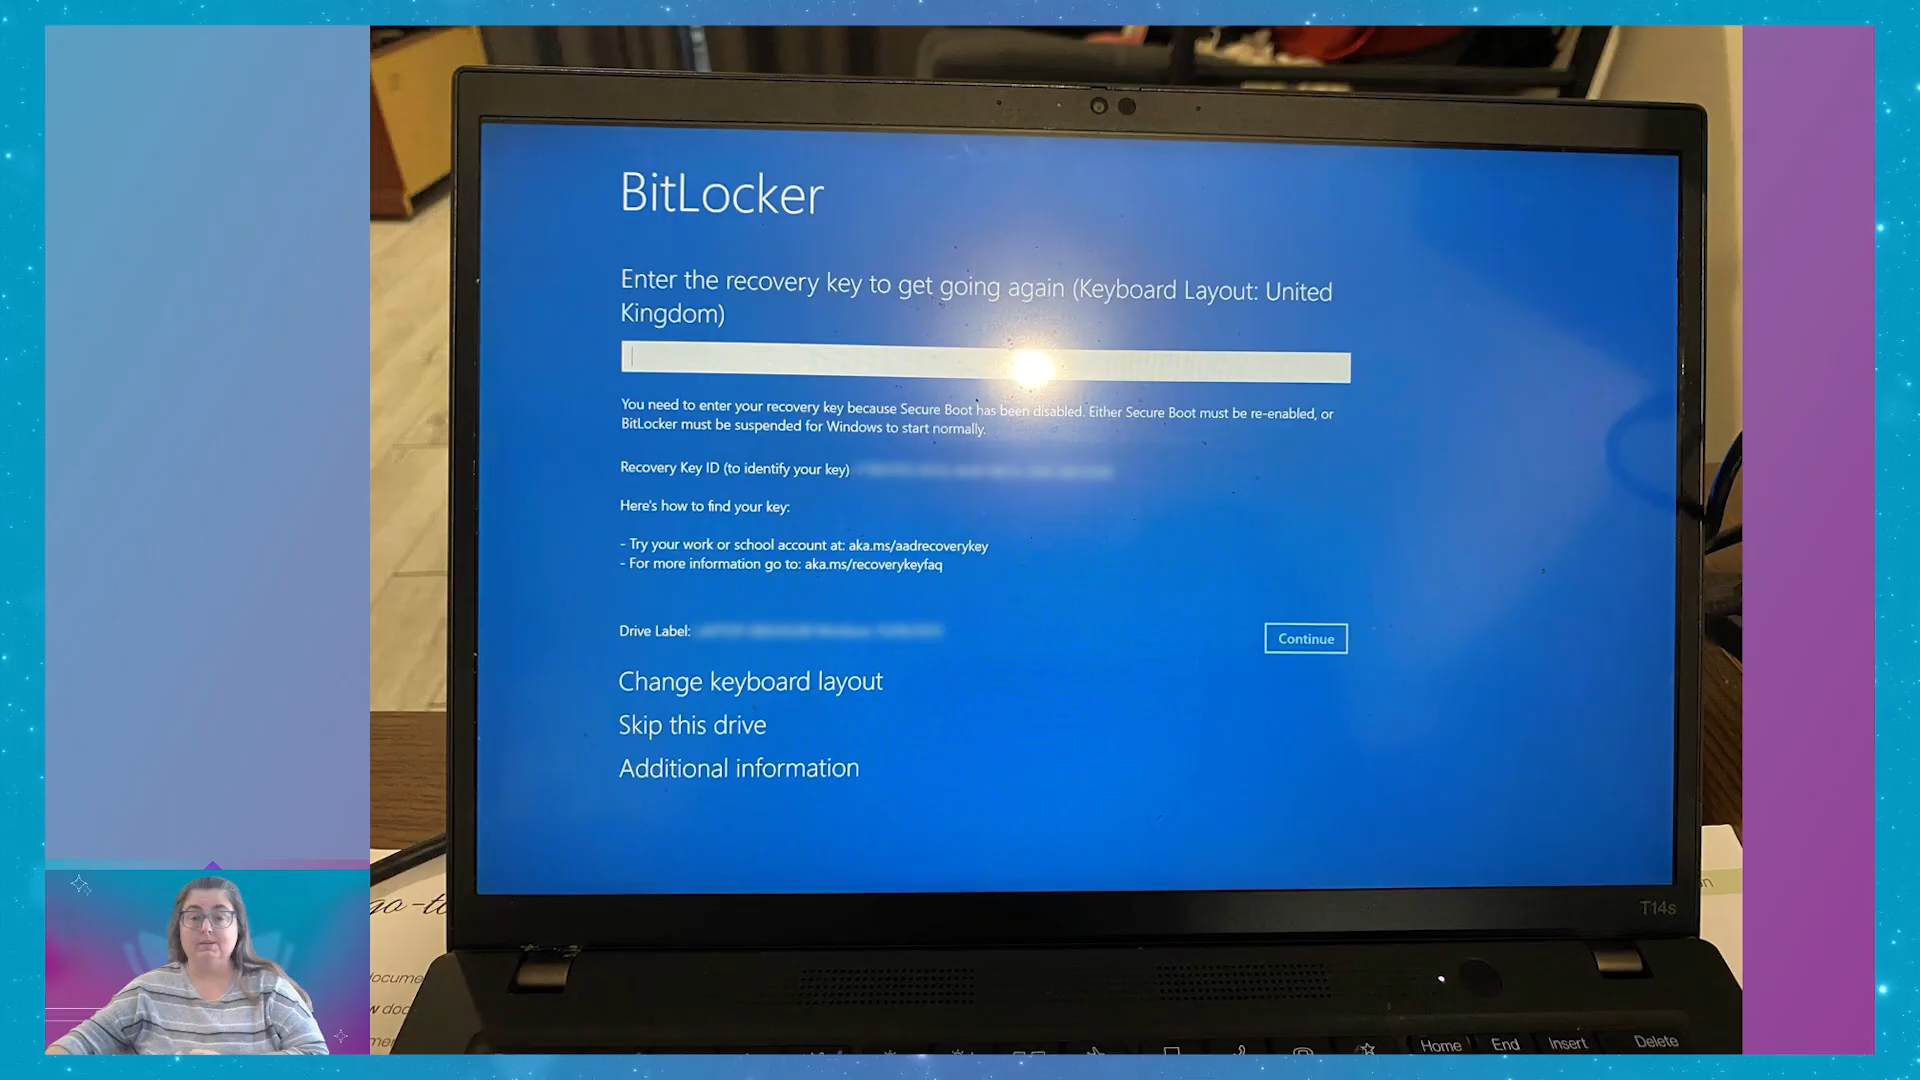 BitLocker
Enter the recovery key to get going again (Keyboard Layout: United
Kingdom)
You need to enter your recovery key because Secure Boot has been disabled. Either Secure Boot must be re-enabled, or
BitLocker must be suspended for Windows to start normally.
Recovery Key ID (to identify your key)
Here's how to find your key:
- Try your work or school account at: aka.ms/aadrecoverykey
- For more information go to: aka.ms/recoverykeyfaq
Drive Label:
Continue
Change keyboard layout
Skip this drive
Additional information
T14s
Home
End
Insert
Delete